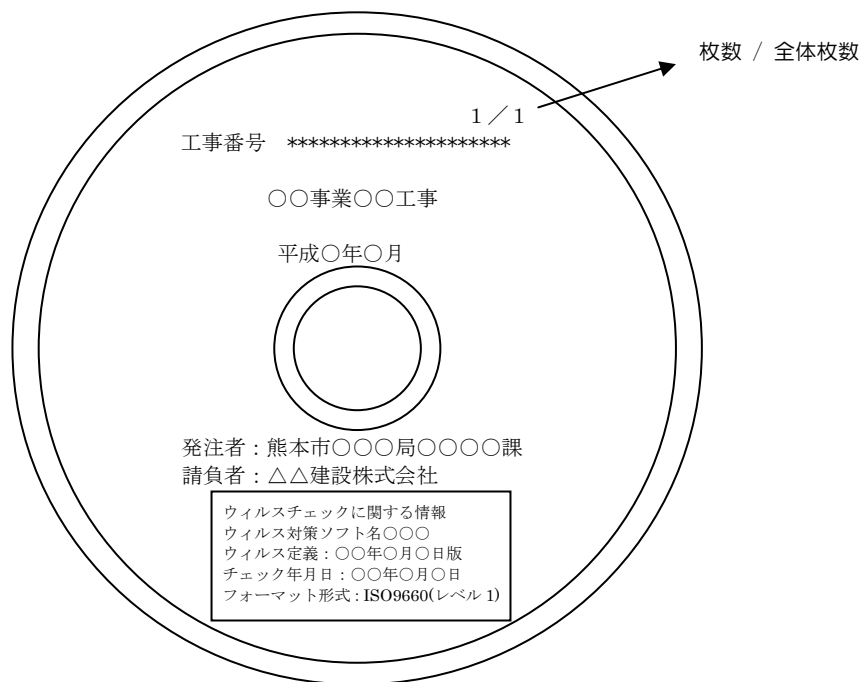 枚数 / 全体枚数
1/1
工事番号 *********************
○○事業○○工事
平成○年○月
発注者：熊本市○○○局○○○○課
請負者：△△建設株式会社
ウィルスチェックに関する情報
ウィルス対策ソフト名○○○
ウィルス定義：○○年○月○日版
チェック年月日：○○年○月○日
フォーマット形式：ISO9660(レベル 1)